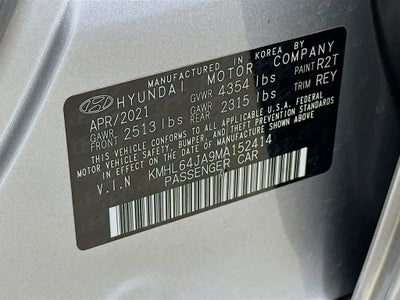 MANUFACTURED IN KOREA BY
HYUNDAI MOTOR COMPANY
APR/2021 GVWR 4354 lbs PAINT R2T
GAWR FR 2513 lbs GAWR RR 2315 lbs TRIM REY
THIS VEHICLE CONFORMS TO ALL APPLICABLE U.S.A. FEDERAL
MOTOR VEHICLE SAFETY, BUMPER, AND THEFT PREVENTION STANDARDS
IN EFFECT ON THE DATE OF MANUFACTURE SHOWN ABOVE.
V.I.N KMHL64JA9MA152414
PASSENGER CAR